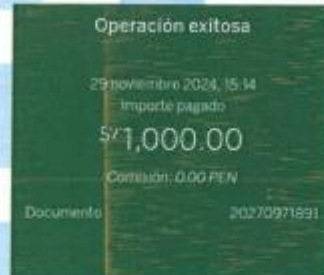 Operación exitosa
29 noviembre 2024, 15:14
Importe pagado
S/ 1,000.00
Comisión: 0.00 PEN
Documento 20270971891